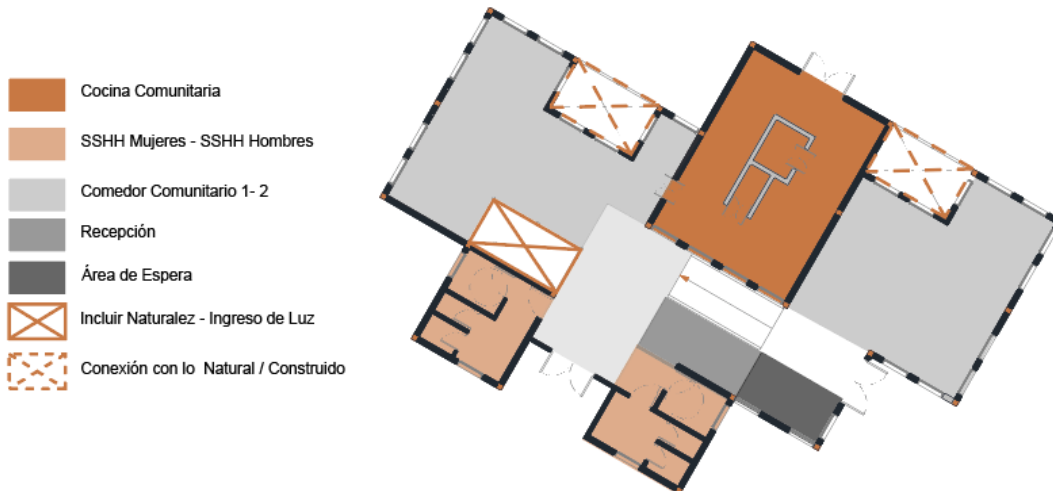 Cocina Comunitaria
SSHH Mujeres - SSHH Hombres
Comedor Comunitario 1- 2
Recepción
Área de Espera
Incluir Naturalez - Ingreso de Luz
Conexión con lo Natural / Construido